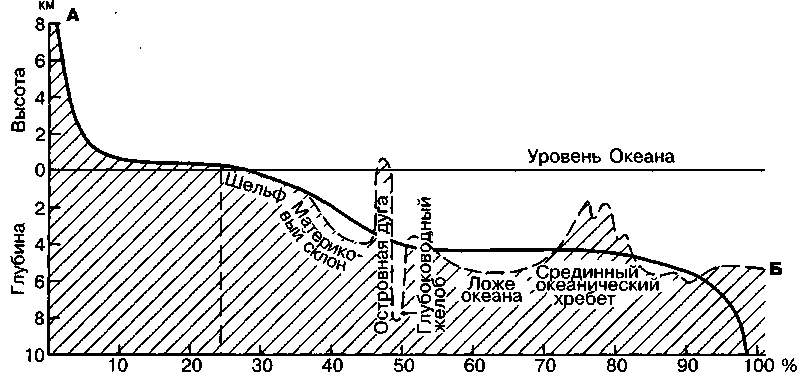 км
А
8
6
4
2
0
2
4
6
8
10
Высота
Глубина
Уровень Океана
Шельф
Материко-
вый склон
Островная дуга
Глубоководный
желоб
Ложе
океана
Срединный
океанический
хребет
Б
10 20 30 40 50 60 70 80 90 100 %